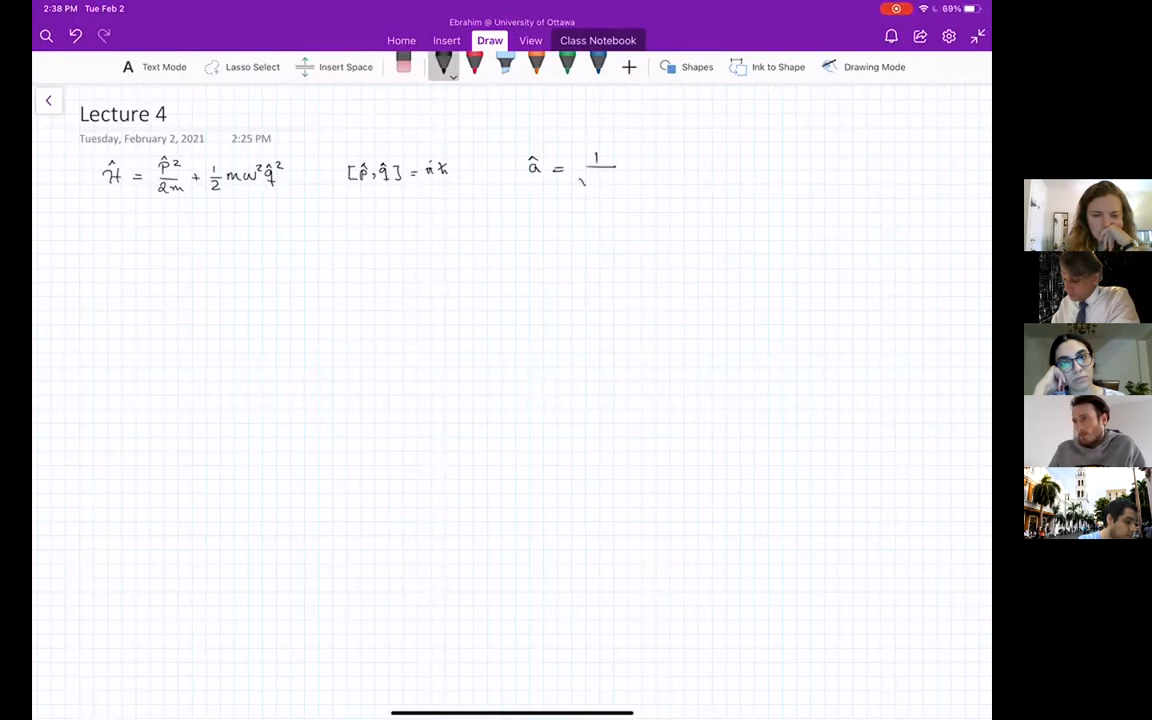 2:38 PM Tue Feb 2
69%
Ebrahim @ University of Ottawa
Home Insert Draw View Class Notebook
Text Mode Lasso Select Insert Space Shapes Ink to Shape Drawing Mode
Lecture 4
Tuesday, February 2, 2021 2:25 PM
Ĥ = p̂²/2m + 1/2 mω²q̂² [p̂, q̂] = iħ â = 1/√